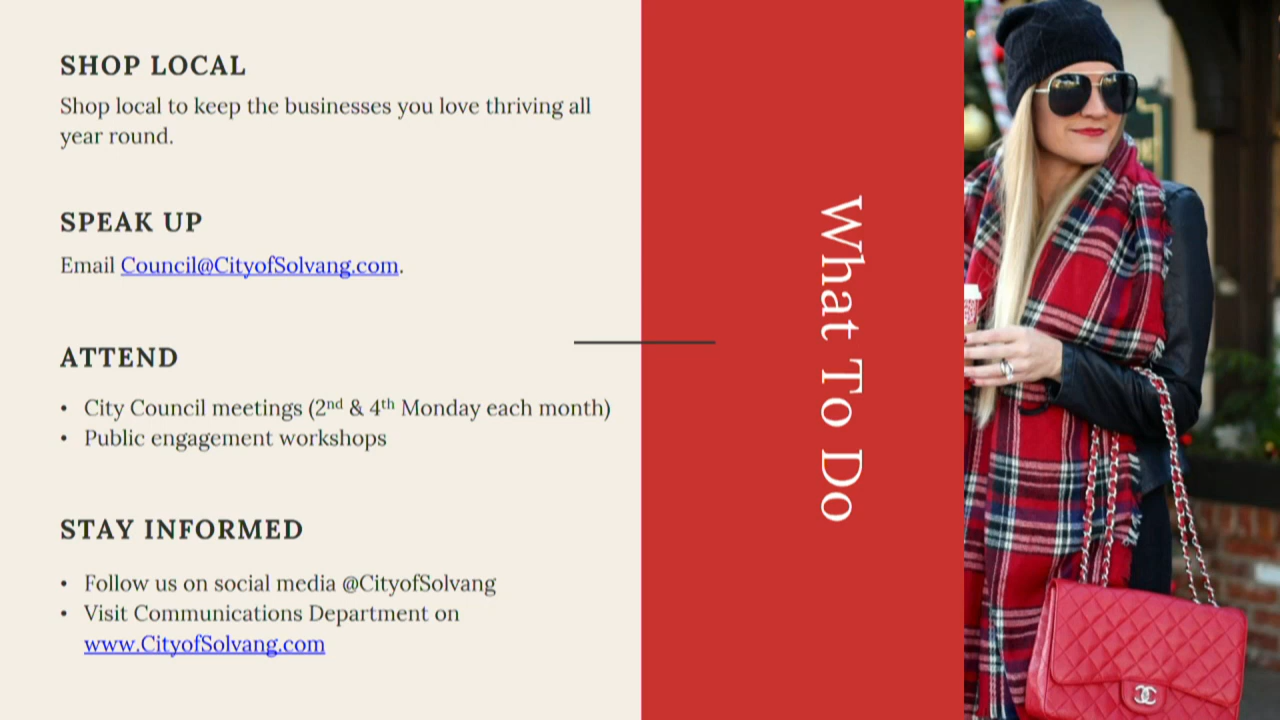 SHOP LOCAL
Shop local to keep the businesses you love thriving all
year round.
SPEAK UP
Email Council@CityofSolvang.com.
ATTEND
• City Council meetings (2nd & 4th Monday each month)
• Public engagement workshops
STAY INFORMED
• Follow us on social media @CityofSolvang
• Visit Communications Department on
www.CityofSolvang.com
What To Do